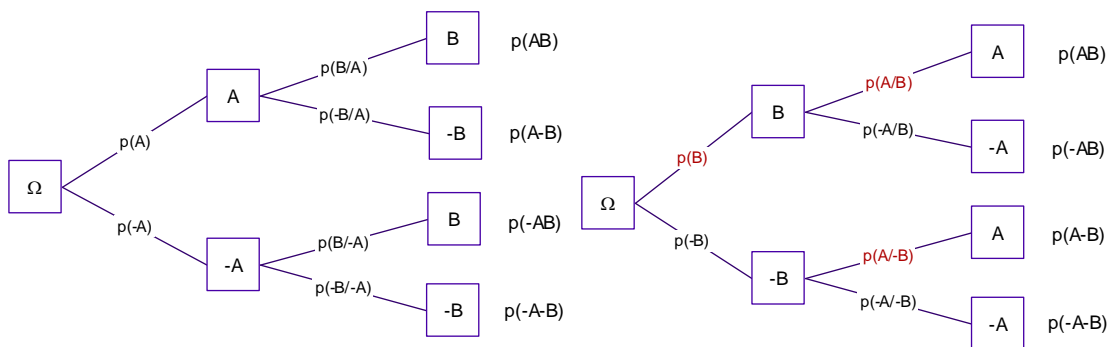 B p(AB)
p(B/A)
A
p(-B/A)
p(A)
-B p(A-B)
Ω
p(-A)
B p(-AB)
p(B/-A)
-A
p(-B/-A)
-B p(-A-B)
A p(AB)
p(A/B)
B
p(-A/B)
p(B)
-A p(-AB)
Ω
p(-B)
A p(A-B)
p(A/-B)
-B
p(-A/-B)
-A p(-A-B)